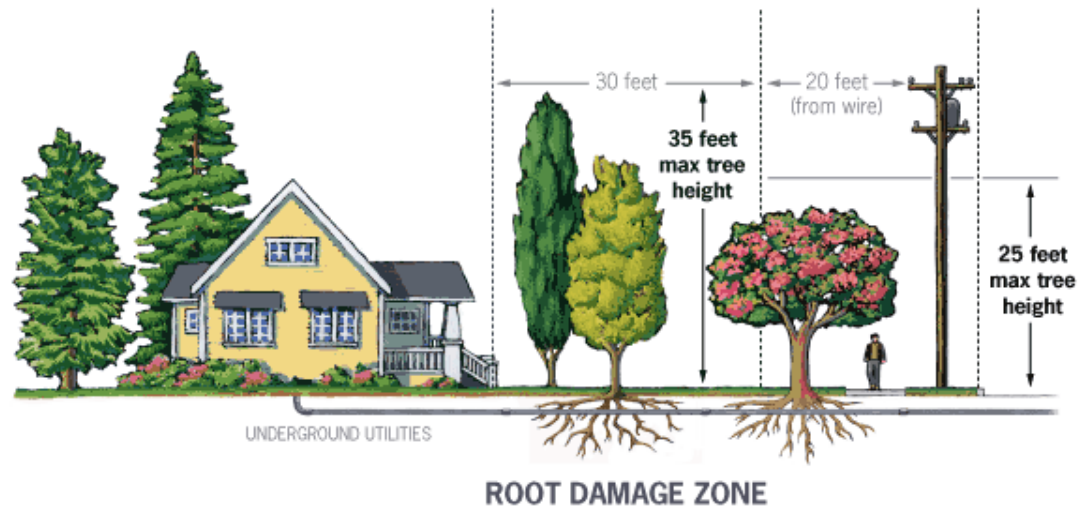 30 feet
20 feet
(from wire)
35 feet
max tree
height
25 feet
max tree
height
UNDERGROUND UTILITIES
ROOT DAMAGE ZONE